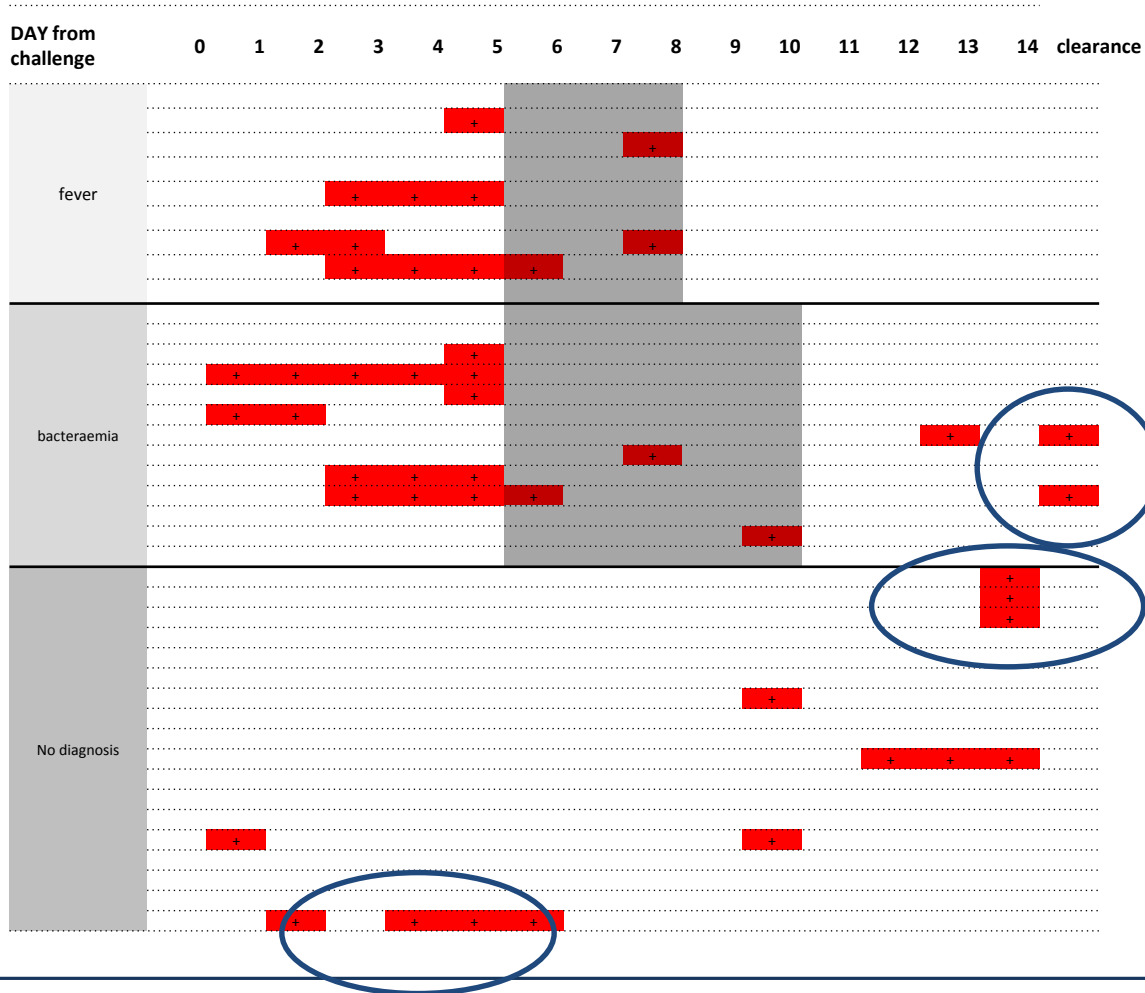 DAY from challenge 0 1 2 3 4 5 6 7 8 9 10 11 12 13 14 clearance
+
+
fever
+ + +
+ + +
+ + + +
+
+ + + + +
+
+ +
bacteraemia + +
+
+ + +
+ + + + +
+
+
+
+
+
No diagnosis
+ + +
+ +
+ + + +